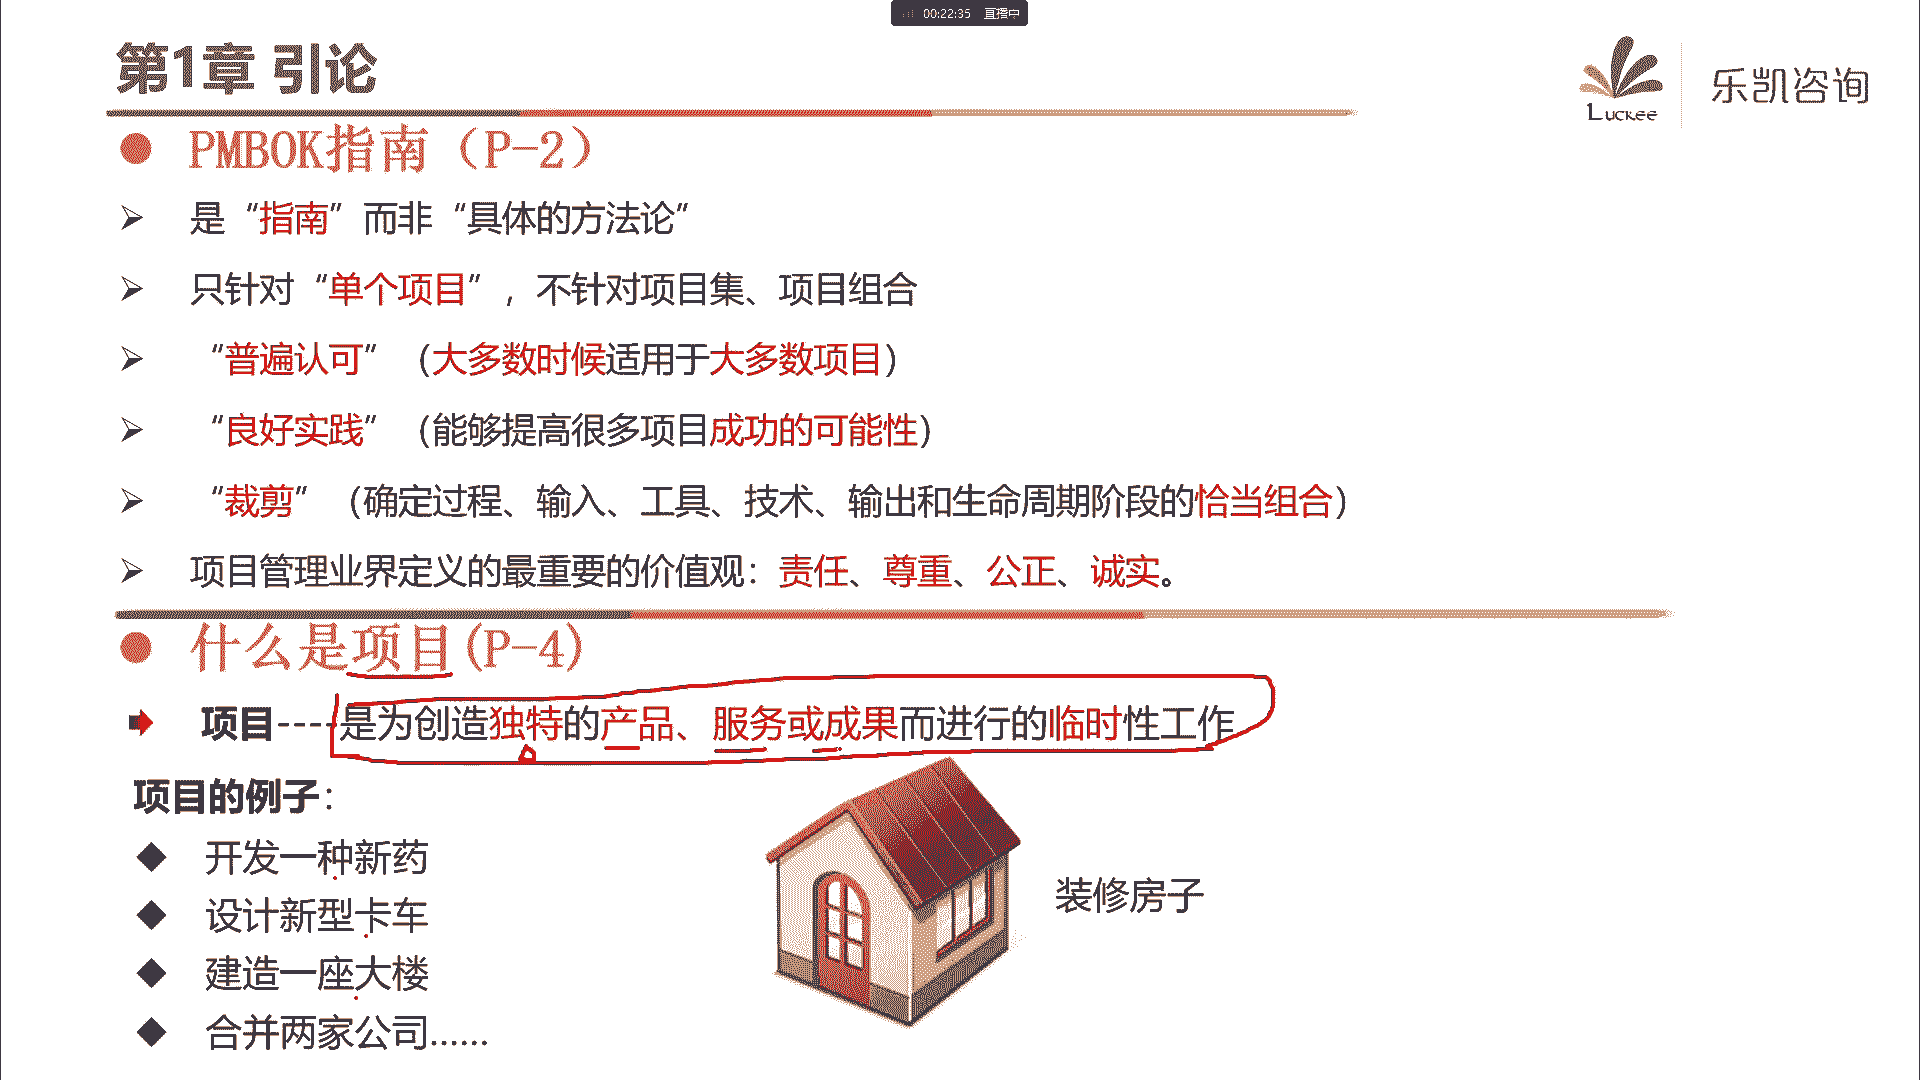 00:22:35 直播中
第1章 引论
Luckee 乐凯咨询
PMBOK指南（P-2）
是“指南”而非“具体的方法论”
只针对“单个项目”，不针对项目集、项目组合
“普遍认可”（大多数时候适用于大多数项目）
“良好实践”（能够提高很多项目成功的可能性）
“裁剪”（确定过程、输入、工具、技术、输出和生命周期阶段的恰当组合）
项目管理业界定义的最重要的价值观：责任、尊重、公正、诚实。
什么是项目(P-4)
项目----是为创造独特的产品、服务或成果而进行的临时性工作
项目的例子：
开发一种新药
设计新型卡车
建造一座大楼
合并两家公司......
装修房子